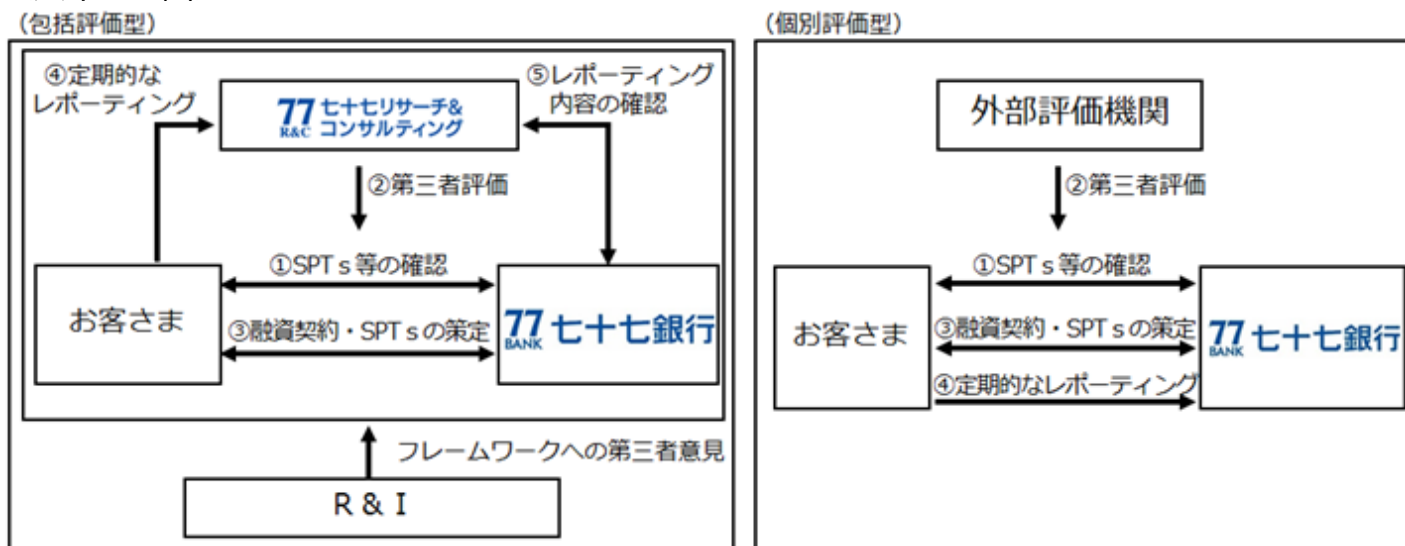 （包括評価型）
④定期的な
レポーティング
77 R&C 七十七リサーチ&
コンサルティング
⑤レポーティング
内容の確認
②第三者評価
①SPTｓ等の確認
お客さま
③融資契約・SPTｓの策定
77 BANK 七十七銀行
フレームワークへの第三者意見
Ｒ＆Ｉ
（個別評価型）
外部評価機関
②第三者評価
①SPTｓ等の確認
お客さま
③融資契約・SPTｓの策定
77 BANK 七十七銀行
④定期的なレポーティング